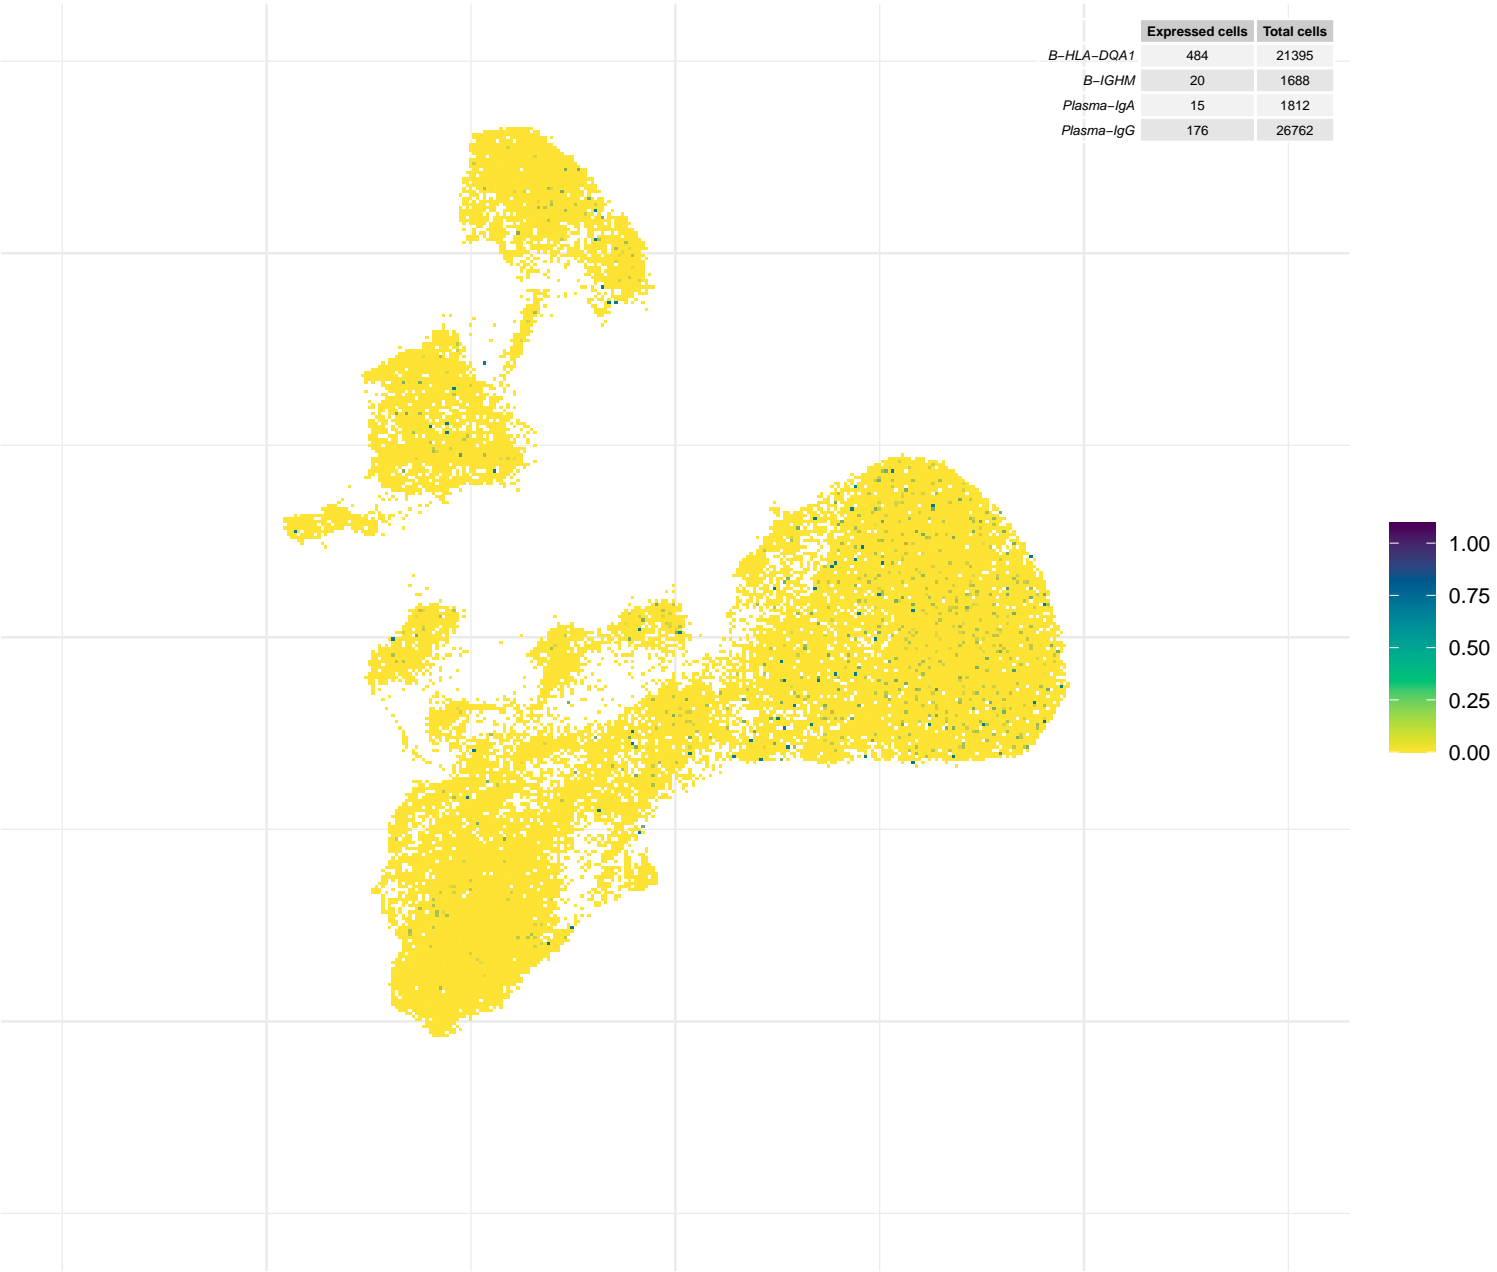 Expressed cells Total cells
B−HLA−DQA1 484 21395
B−IGHM 20 1688
Plasma−IgA 15 1812
Plasma−IgG 176 26762
1.00
0.75
0.50
0.25
0.00